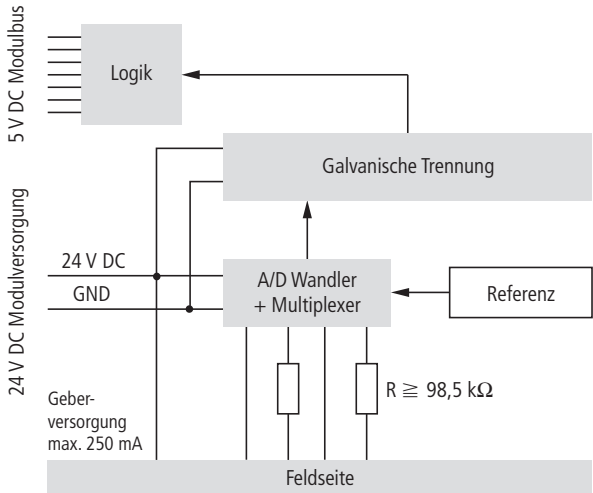 5 V DC Modulbus
Logik
Galvanische Trennung
24 V DC Modulversorgung
24 V DC
GND
A/D Wandler
+ Multiplexer
Referenz
R ≧ 98,5 kΩ
Geber-
versorgung
max. 250 mA
Feldseite